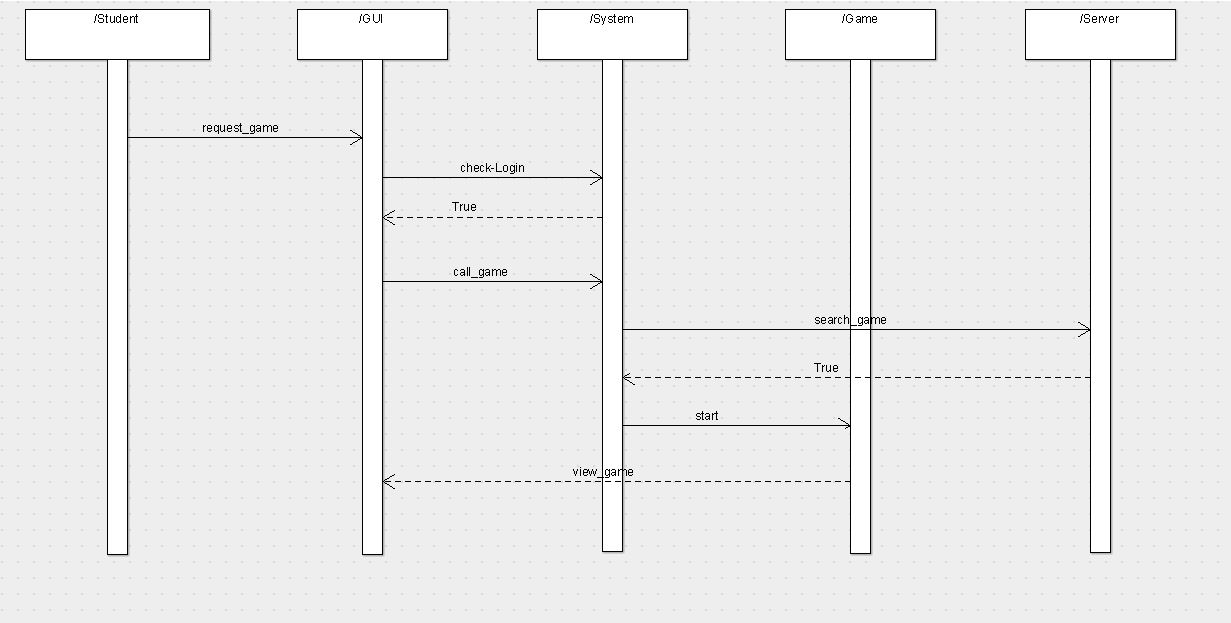 /Student
/GUI
/System
/Game
/Server
request_game
check-Login
True
call_game
search_game
True
start
view_game